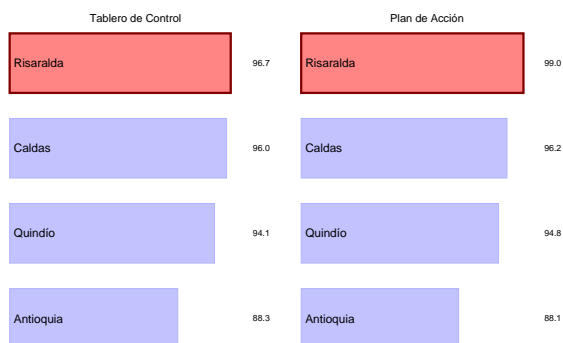 Tablero de Control
Risaralda 96.7
Caldas 96.0
Quindío 94.1
Antioquia 88.3
Plan de Acción
Risaralda 99.0
Caldas 96.2
Quindío 94.8
Antioquia 88.1